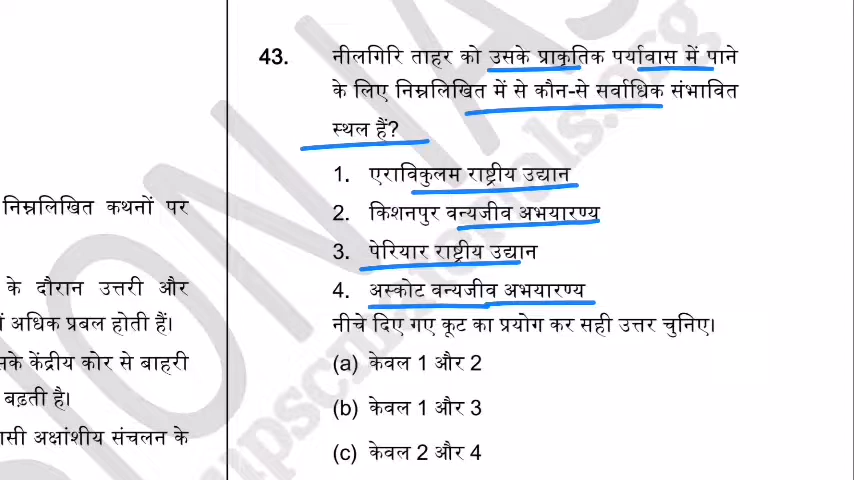 43. नीलगिरि ताहर को उसके प्राकृतिक पर्यावास में पाने
के लिए निम्नलिखित में से कौन-से सर्वाधिक संभावित
स्थल हैं?
1. एराविकुलम राष्ट्रीय उद्यान
2. किशनपुर वन्यजीव अभयारण्य
3. पेरियार राष्ट्रीय उद्यान
4. अस्कोट वन्यजीव अभयारण्य
नीचे दिए गए कूट का प्रयोग कर सही उत्तर चुनिए।
(a) केवल 1 और 2
(b) केवल 1 और 3
(c) केवल 2 और 4
निम्नलिखित कथनों पर
के दौरान उत्तरी और
अधिक प्रबल होती हैं।
के केंद्रीय कोर से बाहरी
बढ़ती है।
अक्षांशीय संचलन के